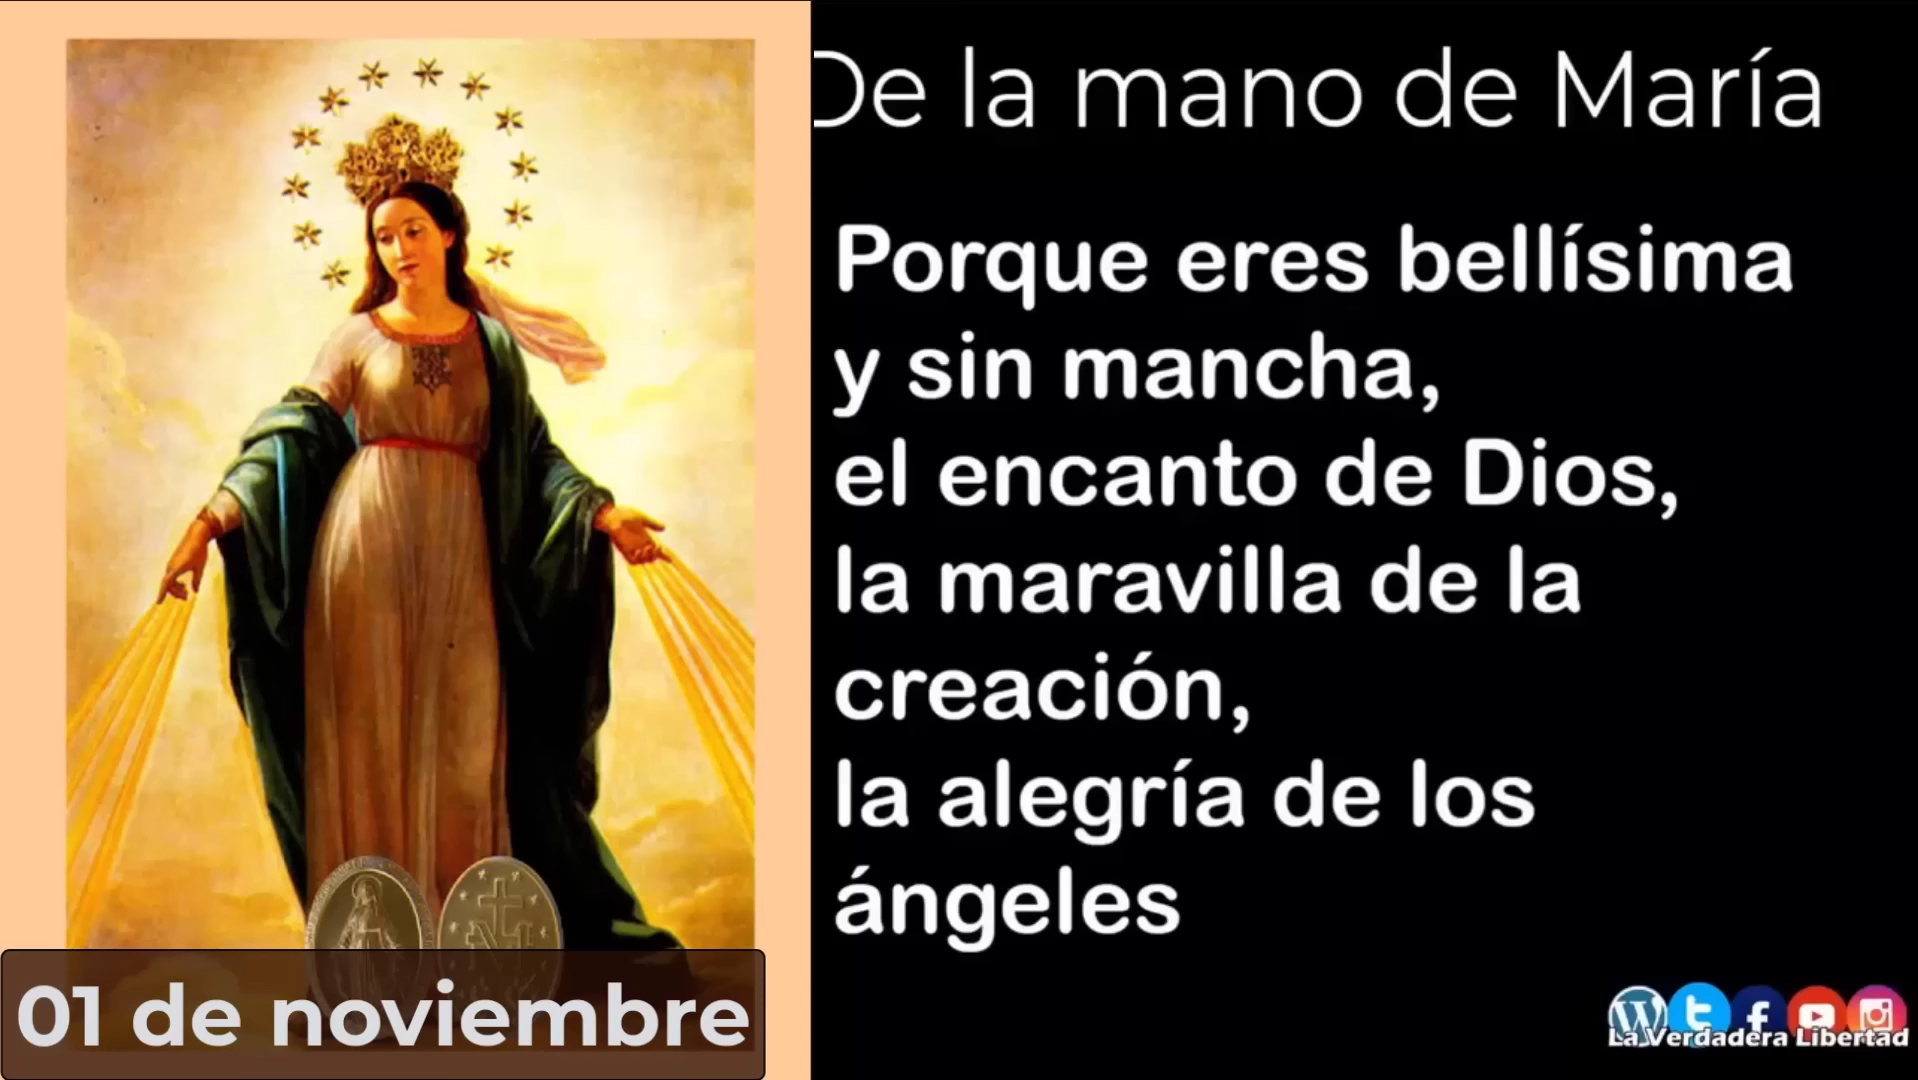 De la mano de María
Porque eres bellísima
y sin mancha,
el encanto de Dios,
la maravilla de la
creación,
la alegría de los
ángeles
01 de noviembre
La Verdadera Libertad